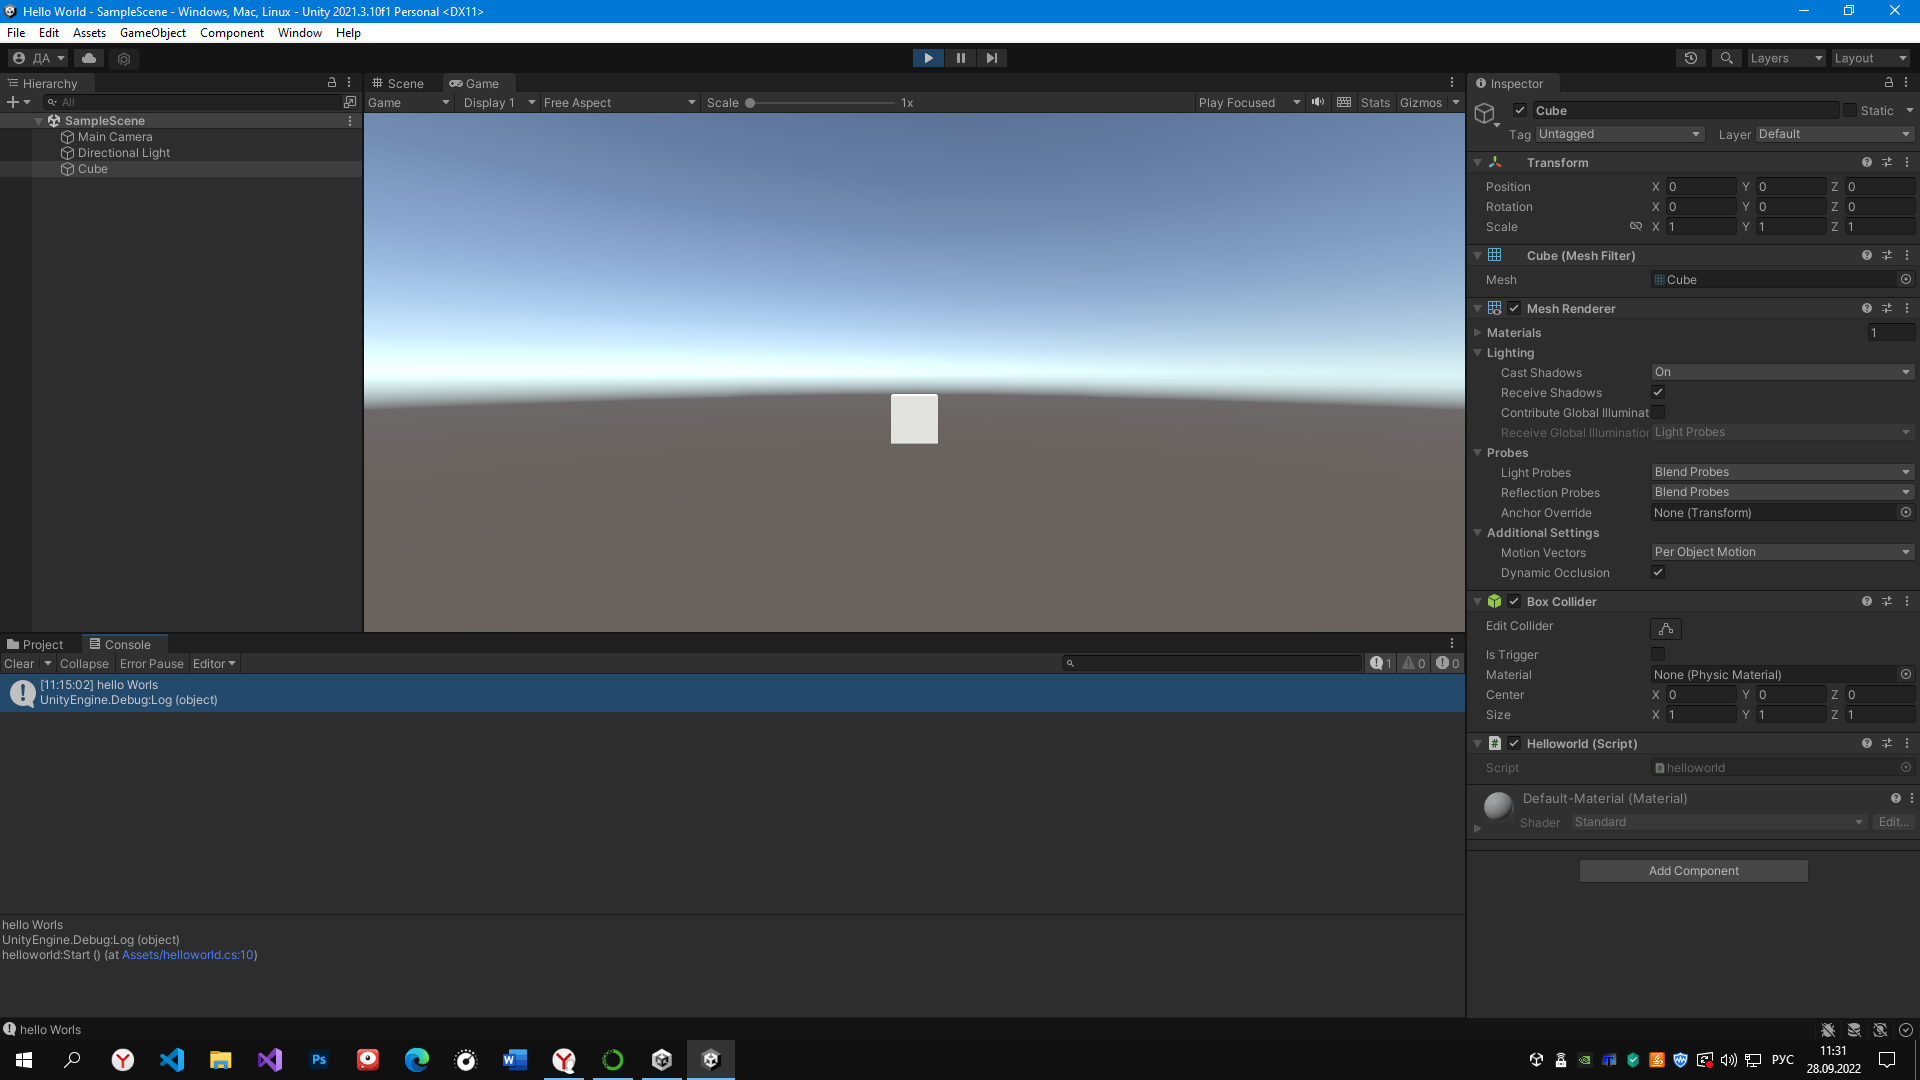 Hello World - SampleScene - Windows, Mac, Linux - Unity 2021.3.10f1 Personal <DX11>
File Edit Assets GameObject Component Window Help
ДА Layers Layout
Hierarchy
All
SampleScene
Main Camera
Directional Light
Cube
Scene Game
Game Display 1 Free Aspect Scale 1x Play Focused Stats Gizmos
Inspector
Cube Static
Tag Untagged Layer Default
Transform
Position X 0 Y 0 Z 0
Rotation X 0 Y 0 Z 0
Scale X 1 Y 1 Z 1
Cube (Mesh Filter)
Mesh Cube
Mesh Renderer
Materials 1
Lighting
Cast Shadows On
Receive Shadows
Contribute Global Illuminat
Receive Global Illumination Light Probes
Probes
Light Probes Blend Probes
Reflection Probes Blend Probes
Anchor Override None (Transform)
Additional Settings
Motion Vectors Per Object Motion
Dynamic Occlusion
Box Collider
Edit Collider
Is Trigger
Material None (Physic Material)
Center X 0 Y 0 Z 0
Size X 1 Y 1 Z 1
Helloworld (Script)
Script helloworld
Default-Material (Material)
Shader Standard Edit...
Add Component
Project Console
Clear Collapse Error Pause Editor 1 0 0
[11:15:02] hello Worls
UnityEngine.Debug:Log (object)
hello Worls
UnityEngine.Debug:Log (object)
helloworld:Start () (at Assets/helloworld.cs:10)
hello Worls
Ps
РУС
11:31
28.09.2022